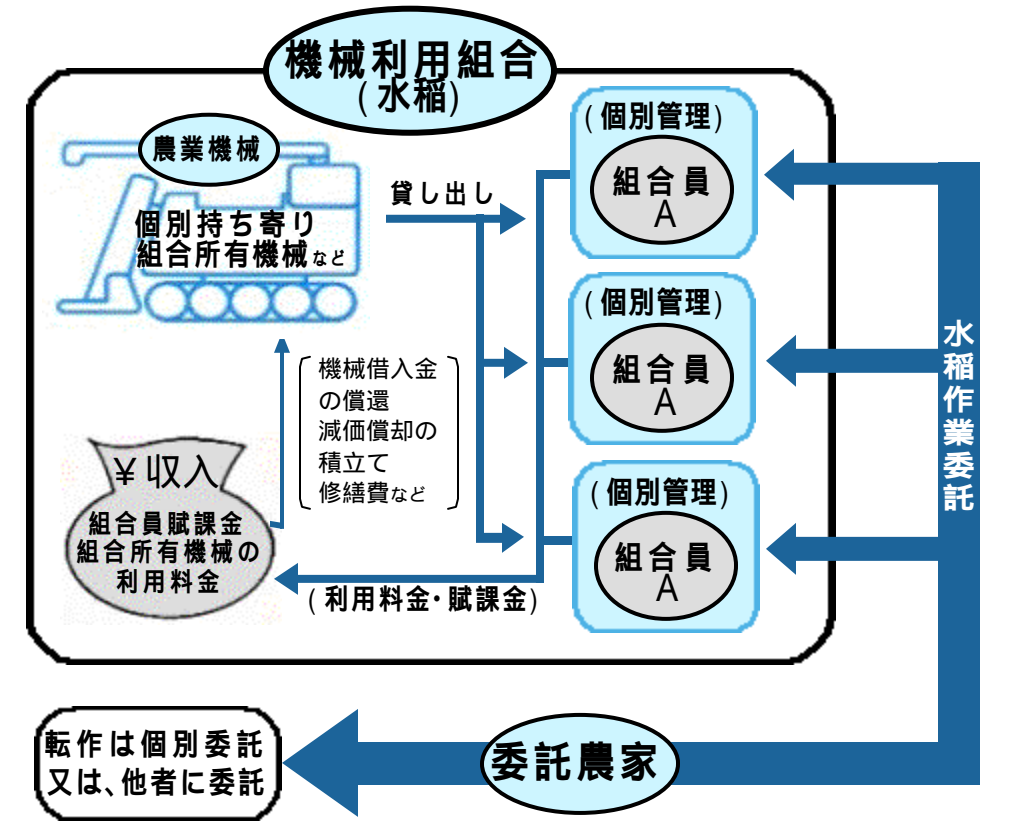 機械利用組合
(水稲)
農業機械
個別持ち寄り
組合所有機械など
貸し出し
(個別管理)
組合員
A
(個別管理)
組合員
A
(個別管理)
組合員
A
機械借入金
の償還
減価償却の
積立て
修繕費など
¥収入
組合員賦課金
組合所有機械の
利用料金
(利用料金・賦課金)
水稲作業委託
委託農家
転作は個別委託
又は、他者に委託